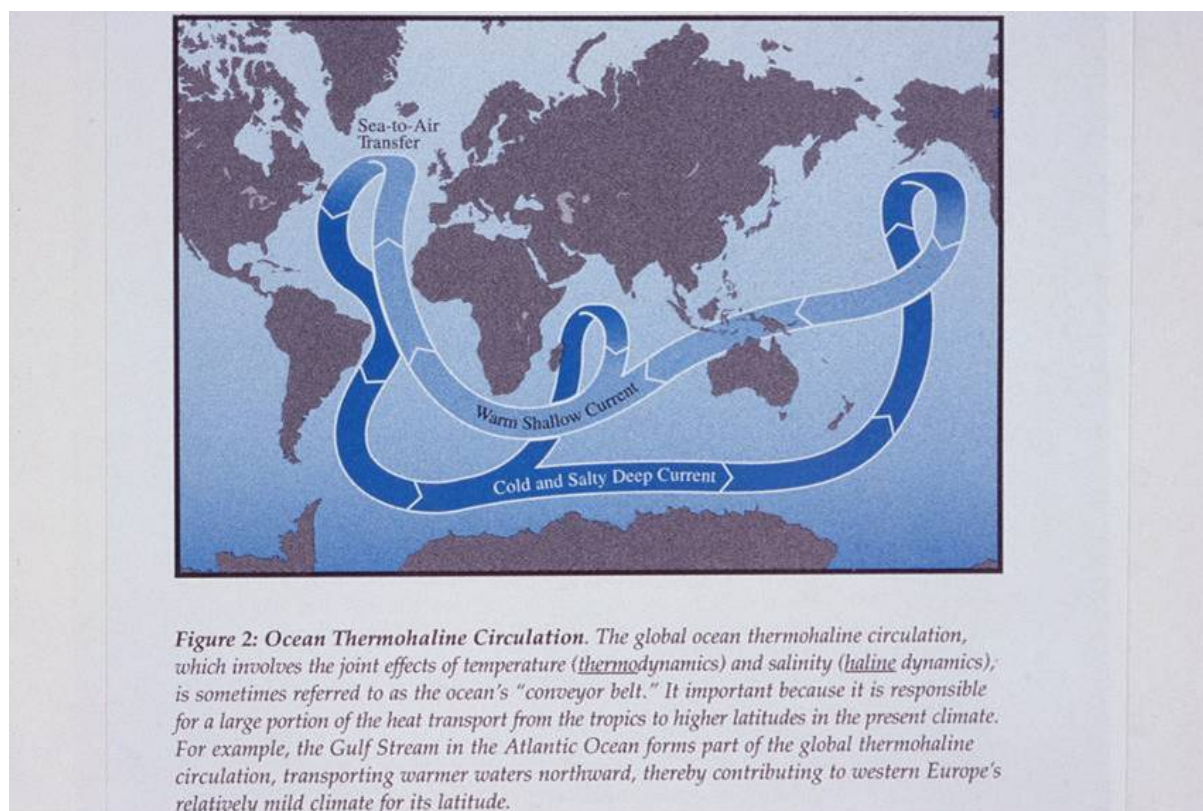 Sea-to-Air
Transfer
Warm Shallow Current
Cold and Salty Deep Current
Figure 2: Ocean Thermohaline Circulation. The global ocean thermohaline circulation,
which involves the joint effects of temperature (thermodynamics) and salinity (haline dynamics),
is sometimes referred to as the ocean's "conveyor belt." It important because it is responsible
for a large portion of the heat transport from the tropics to higher latitudes in the present climate.
For example, the Gulf Stream in the Atlantic Ocean forms part of the global thermohaline
circulation, transporting warmer waters northward, thereby contributing to western Europe's
relatively mild climate for its latitude.